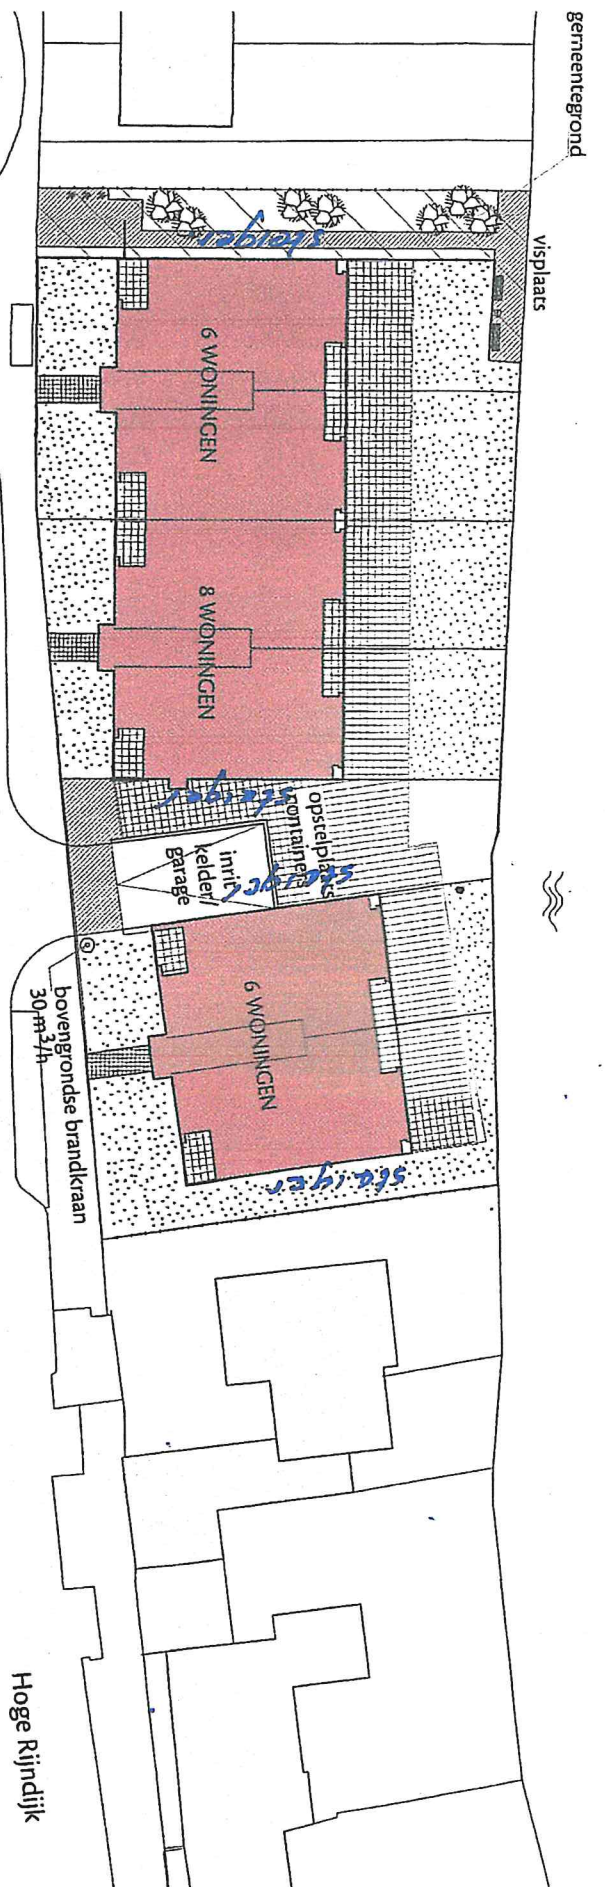 gemeentegrond
visplaats
steiger
6 WONINGEN
8 WONINGEN
steiger
opstelplaats
containers
steiger
inrit
kelder/
garage
6 WONINGEN
steiger
bovengrondse brandkraan
30 m³/h
Hoge Rijndijk